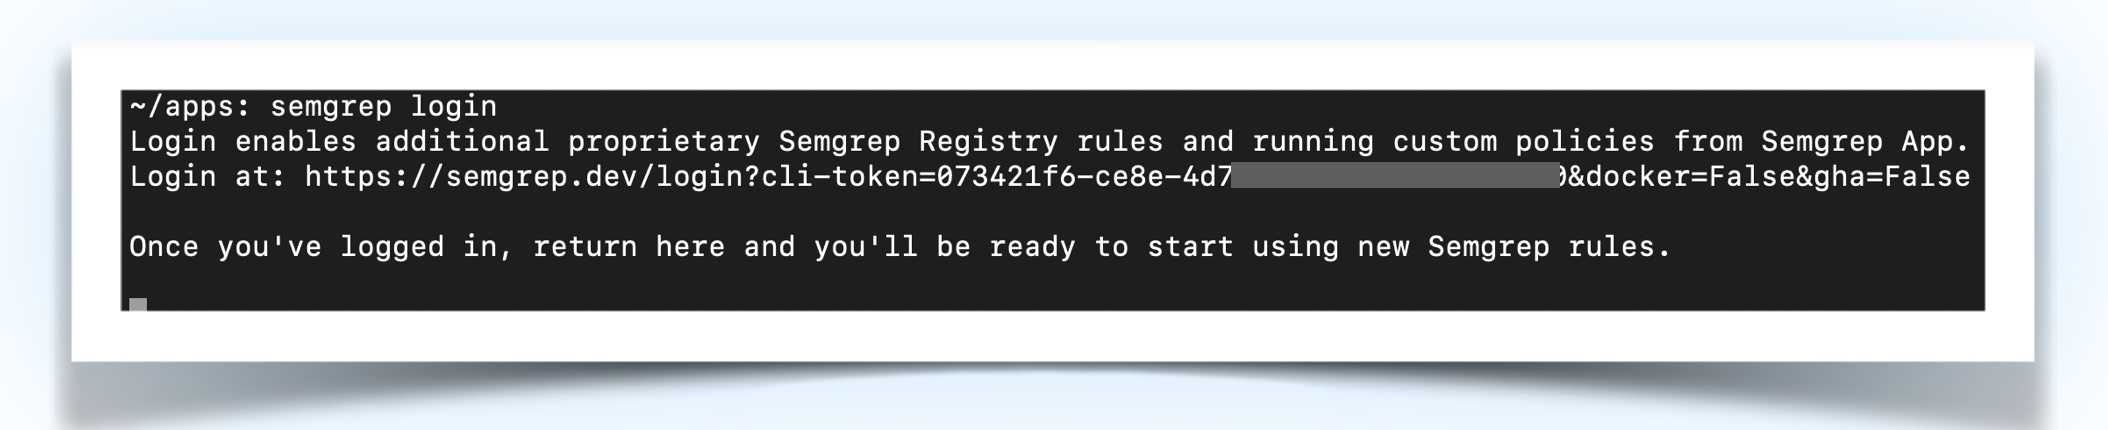 ~/apps: semgrep login
Login enables additional proprietary Semgrep Registry rules and running custom policies from Semgrep App.
Login at: https://semgrep.dev/login?cli-token=073421f6-ce8e-4d7 0&docker=False&gha=False
Once you've logged in, return here and you'll be ready to start using new Semgrep rules.